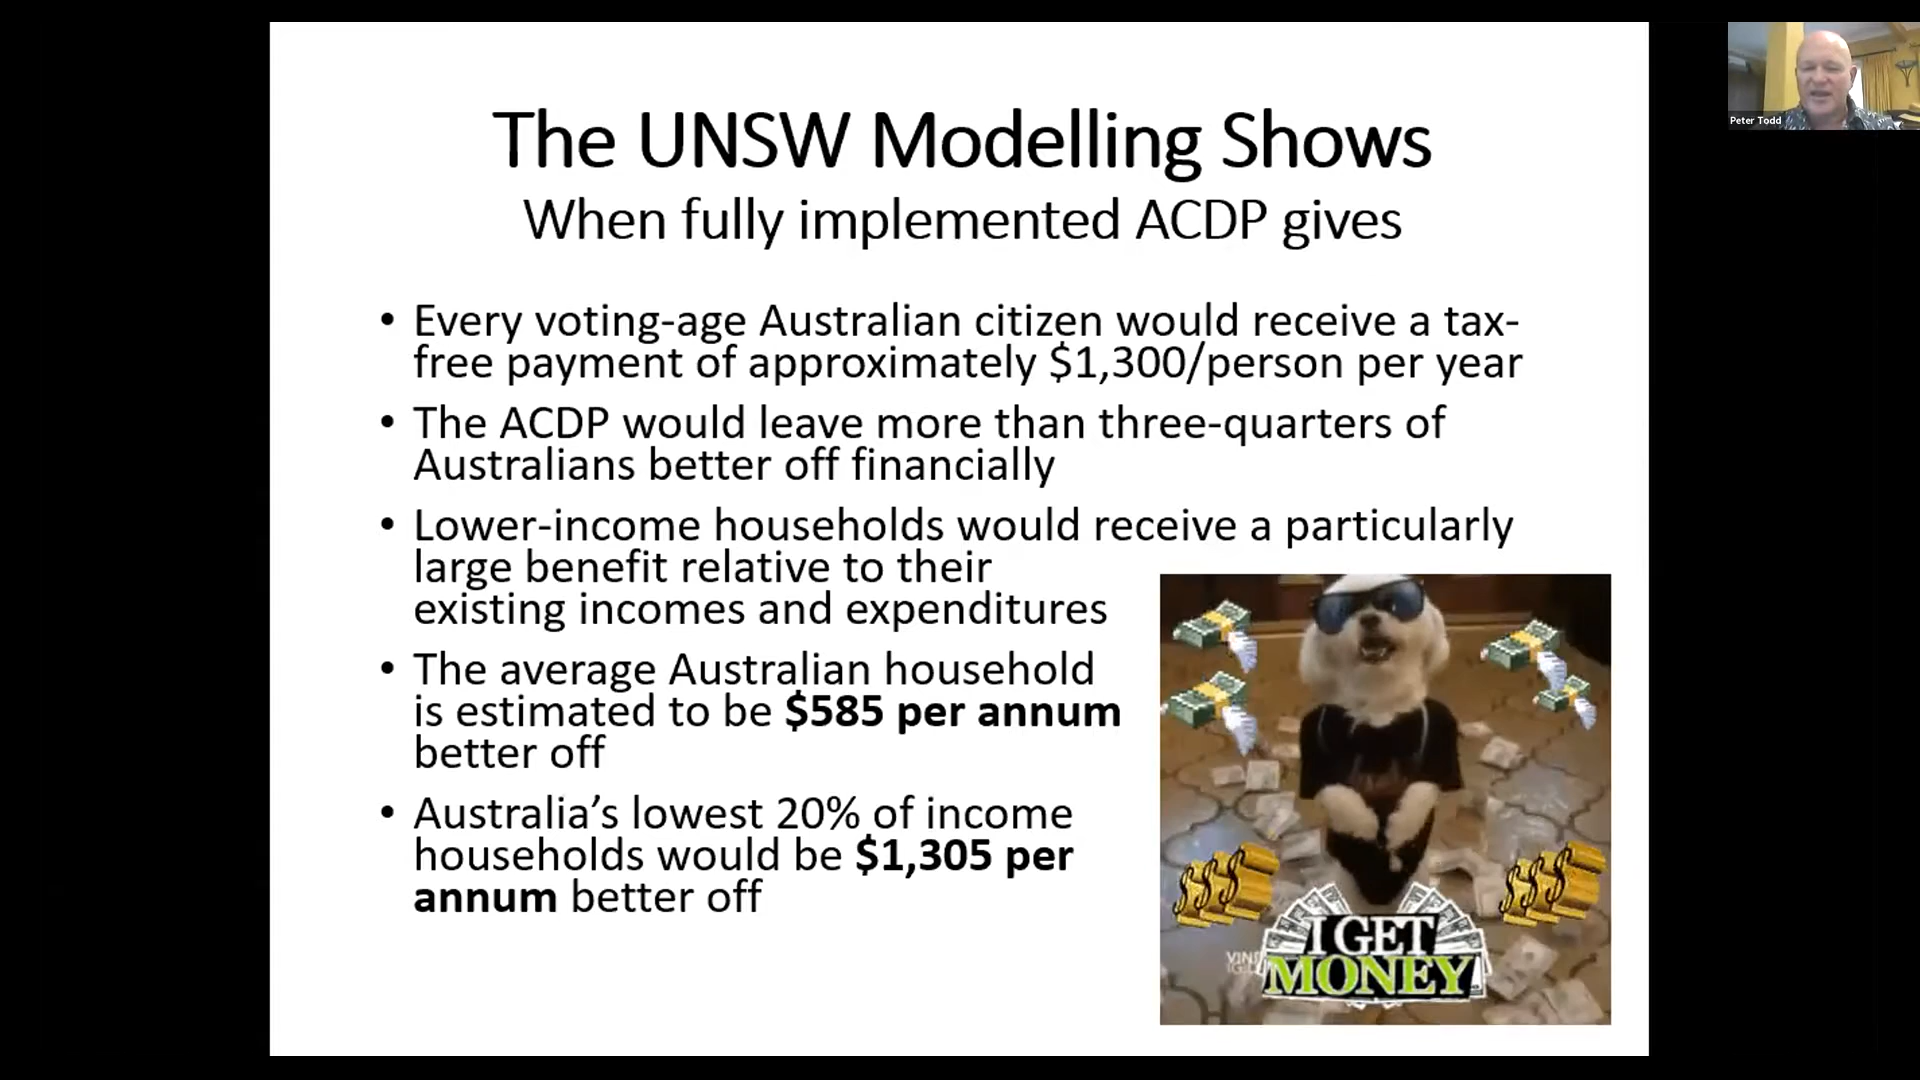 The UNSW Modelling Shows
When fully implemented ACDP gives
• Every voting-age Australian citizen would receive a tax-
free payment of approximately $1,300/person per year
• The ACDP would leave more than three-quarters of
Australians better off financially
• Lower-income households would receive a particularly
large benefit relative to their
existing incomes and expenditures
• The average Australian household
is estimated to be $585 per annum
better off
• Australia’s lowest 20% of income
households would be $1,305 per
annum better off
$$$
$$$
I GET
MONEY
Peter Todd